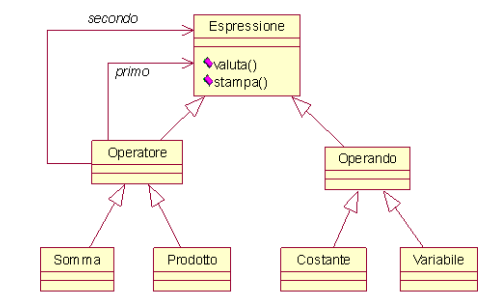 secondo
Espressione
valuta()
primo
stampa()
Operatore
Operando
Somma
Prodotto
Costante
Variabile